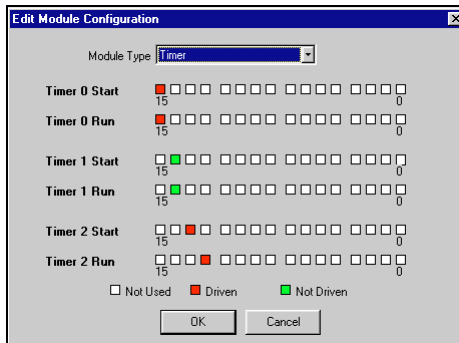 Edit Module Configuration
Module Type Timer
Timer 0 Start
15 0
Timer 0 Run
15 0
Timer 1 Start
15 0
Timer 1 Run
15 0
Timer 2 Start
15 0
Timer 2 Run
15 0
Not Used Driven Not Driven
OK Cancel